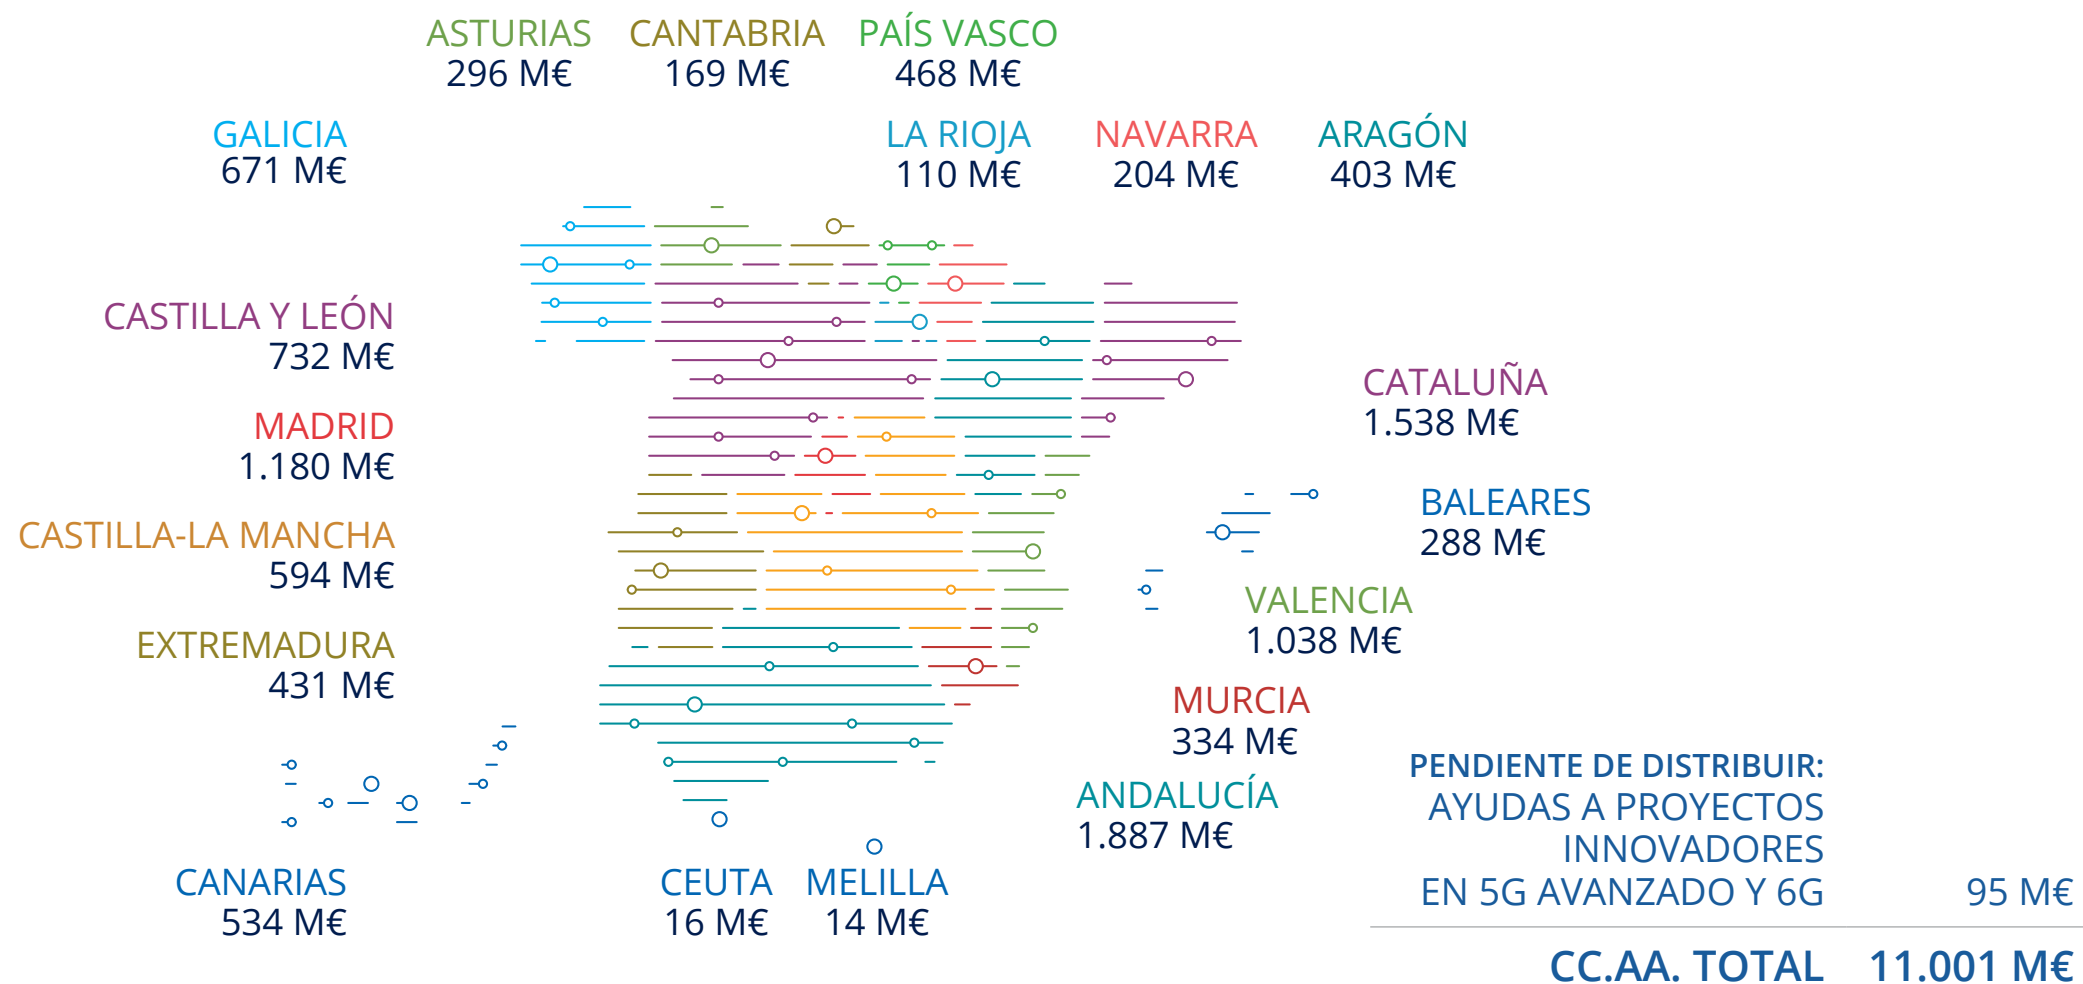 ASTURIAS
296 M€
CANTABRIA
169 M€
PAÍS VASCO
468 M€
GALICIA
671 M€
LA RIOJA
110 M€
NAVARRA
204 M€
ARAGÓN
403 M€
CASTILLA Y LEÓN
732 M€
CATALUÑA
1.538 M€
MADRID
1.180 M€
BALEARES
288 M€
CASTILLA-LA MANCHA
594 M€
VALENCIA
1.038 M€
EXTREMADURA
431 M€
MURCIA
334 M€
ANDALUCÍA
1.887 M€
CANARIAS
534 M€
CEUTA
16 M€
MELILLA
14 M€
PENDIENTE DE DISTRIBUIR:
AYUDAS A PROYECTOS
INNOVADORES
EN 5G AVANZADO Y 6G 95 M€
CC.AA. TOTAL 11.001 M€